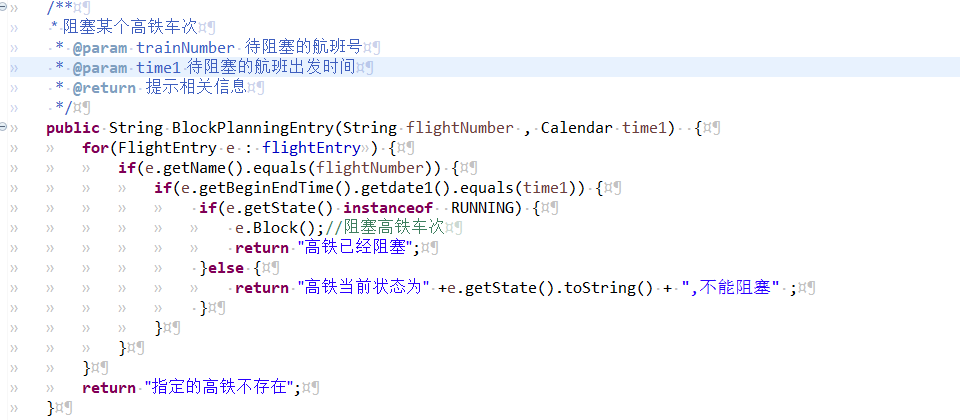 /**
* 阻塞某个高铁车次
* @param trainNumber 待阻塞的航班号
* @param time1 待阻塞的航班出发时间
* @return 提示相关信息
*/
public String BlockPlanningEntry(String flightNumber , Calendar time1) {
for(FlightEntry e : flightEntry) {
if(e.getName().equals(flightNumber)) {
if(e.getBeginEndTime().getdate1().equals(time1)) {
if(e.getState() instanceof RUNNING) {
e.Block();//阻塞高铁车次
return "高铁已经阻塞";
}else {
return "高铁当前状态为" +e.getState().toString() + ",不能阻塞" ;
}
}
}
}
return "指定的高铁不存在";
}